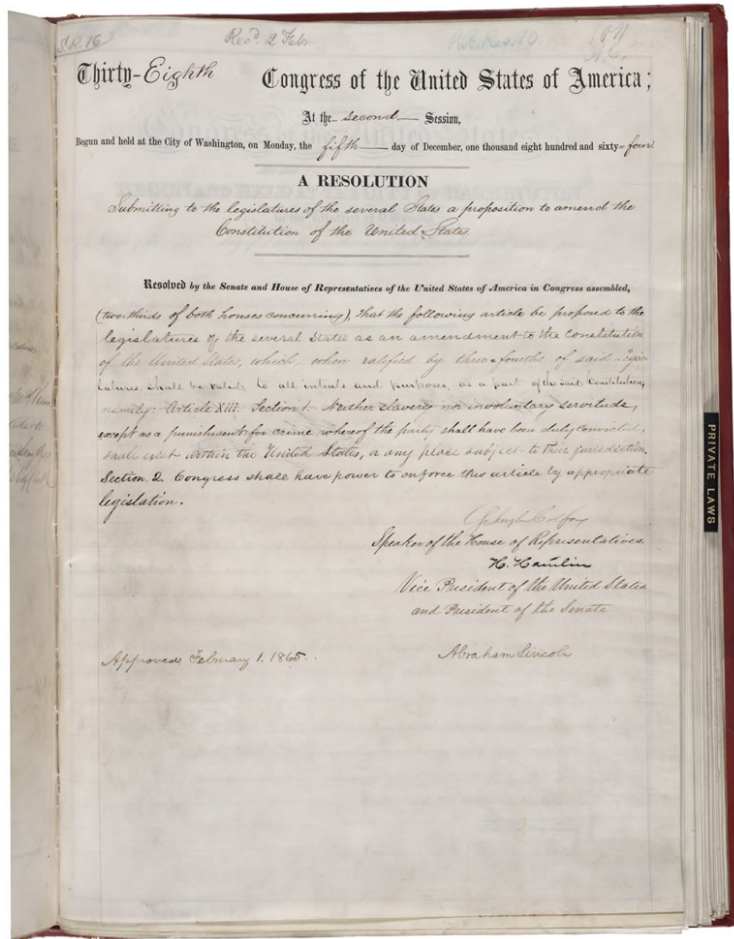 S.R. 16
Rec'd. 2 Febr
Pub. Res. 10.
Thirty-Eighth Congress of the United States of America;
At the second Session,
Begun and held at the City of Washington, on Monday, the fifth day of December, one thousand eight hundred and sixty-four
A RESOLUTION
Submitting to the legislatures of the several States a proposition to amend the
Constitution of the United States.
Resolved by the Senate and House of Representatives of the United States of America in Congress assembled,
(two-thirds of both houses concurring), That the following article be proposed to the
legislatures of the several States as an amendment to the Constitution
of the United States, which, when ratified by three-fourths of said Legis-
latures shall be valid, to all intents and purposes, as a part of the said Constitution,
namely: Article XIII. Section 1. Neither slavery nor involuntary servitude,
except as a punishment for crime whereof the party shall have been duly convicted,
shall exist within the United States, or any place subject to their jurisdiction.
Section 2. Congress shall have power to enforce this article by appropriate
legislation.
Schuyler Colfax
Speaker of the House of Representatives.
H. Hamlin
Vice President of the United States
and President of the Senate
Approved, February 1. 1865.
Abraham Lincoln
PRIVATE LAWS